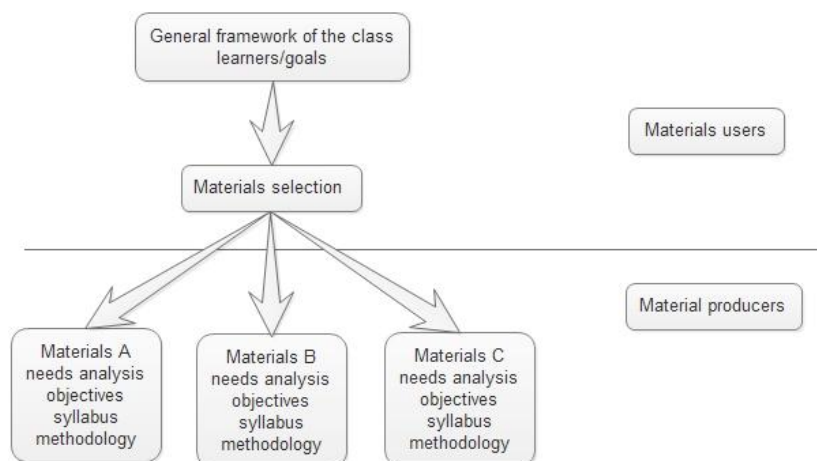 General framework of the class
learners/goals
Materials users
Materials selection
Material producers
Materials A
needs analysis
objectives
syllabus
methodology
Materials B
needs analysis
objectives
syllabus
methodology
Materials C
needs analysis
objectives
syllabus
methodology